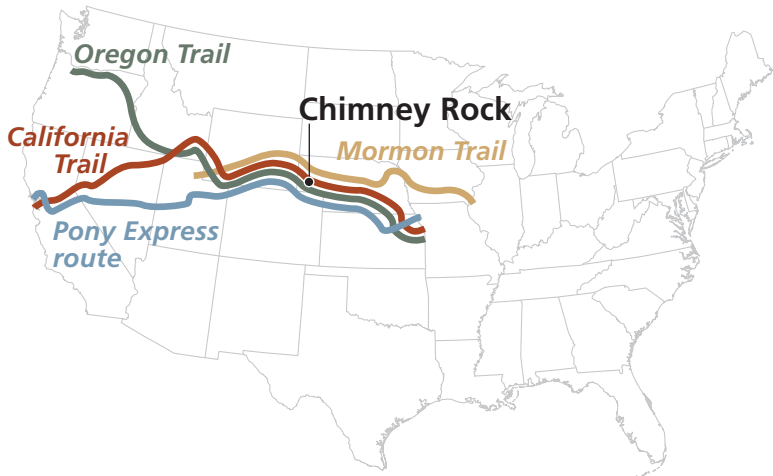 Oregon Trail
Chimney Rock
California
Trail
Mormon Trail
Pony Express
route